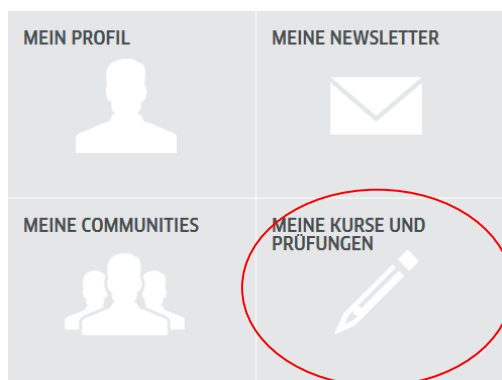 MEIN PROFIL
MEINE NEWSLETTER
MEINE COMMUNITIES
MEINE KURSE UND
PRÜFUNGEN